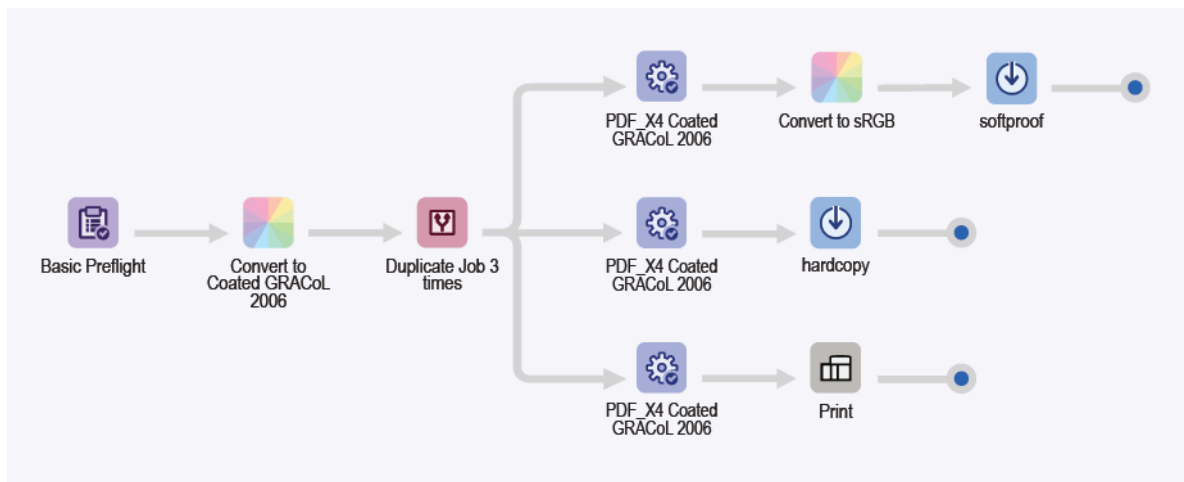 PDF_X4 Coated
GRACoL 2006
Convert to sRGB
softproof
Basic Preflight
Convert to
Coated GRACoL
2006
Duplicate Job 3
times
PDF_X4 Coated
GRACoL 2006
hardcopy
PDF_X4 Coated
GRACoL 2006
Print